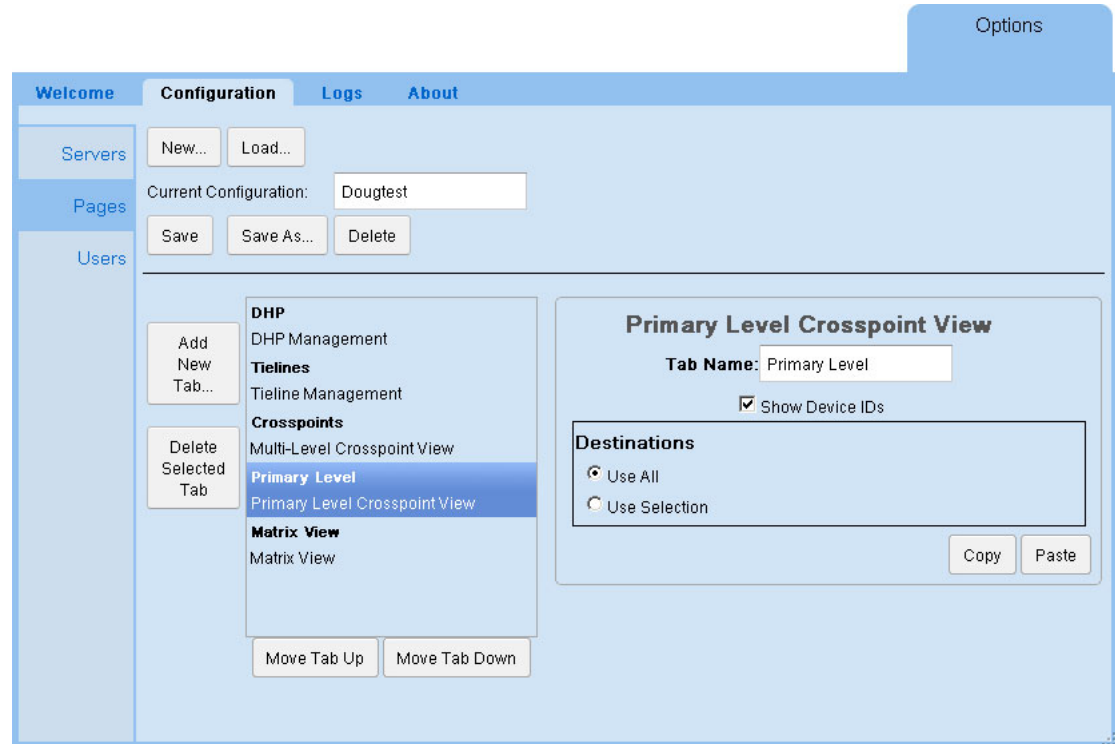 Options
Welcome Configuration Logs About
Servers
Pages
Users
New... Load...
Current Configuration: Dougtest
Save Save As... Delete
Add
New
Tab...
Delete
Selected
Tab
DHP
DHP Management
Tielines
Tieline Management
Crosspoints
Multi-Level Crosspoint View
Primary Level
Primary Level Crosspoint View
Matrix View
Matrix View
Move Tab Up Move Tab Down
Primary Level Crosspoint View
Tab Name: Primary Level
Show Device IDs
Destinations
Use All
Use Selection
Copy Paste